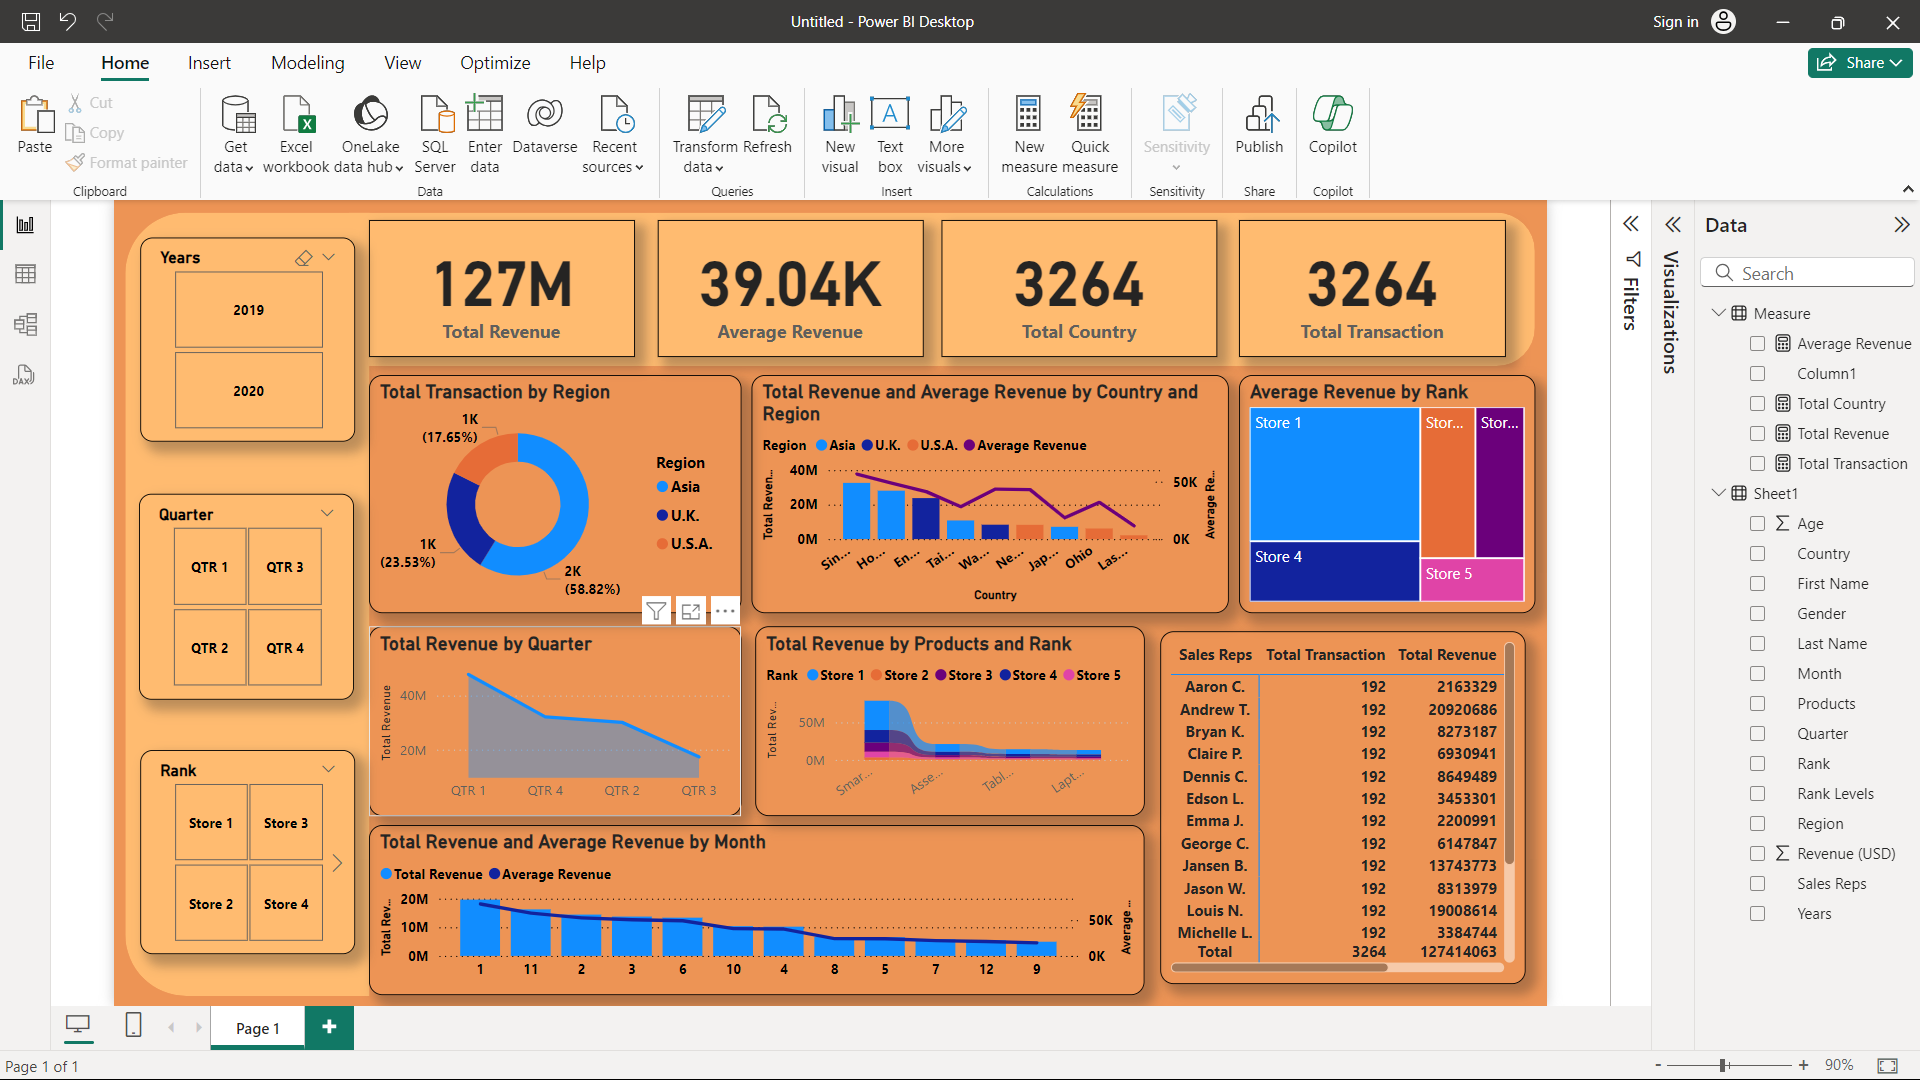 Untitled - Power BI Desktop
Sign in
File Home Insert Modeling View Optimize Help
Share
Paste
Cut
Copy
Format painter
Clipboard
Get data
Excel workbook
OneLake data hub
SQL Server
Enter data
Dataverse
Recent sources
Data
Transform data
Refresh
Queries
New visual
Text box
More visuals
Insert
New measure
Quick measure
Calculations
Sensitivity
Sensitivity
Publish
Share
Copilot
Copilot
Years
2019
2020
Quarter
QTR 1
QTR 3
QTR 2
QTR 4
Rank
Store 1
Store 3
Store 2
Store 4
127M
Total Revenue
39.04K
Average Revenue
3264
Total Country
3264
Total Transaction
Total Transaction by Region
1K
(17.65%)
1K
(23.53%)
2K
(58.82%)
Region
Asia
U.K.
U.S.A.
Total Revenue and Average Revenue by Country and
Region
Region Asia U.K. U.S.A. Average Revenue
Total Reven...
40M
20M
0M
50K
0K
Average Re...
Sin... Ho... En... Tai... Wa... Ne... Jap... Ohio Las...
Country
Average Revenue by Rank
Store 1
Stor...
Stor...
Store 4
Store 5
Total Revenue by Quarter
Total Revenue
40M
20M
QTR 1 QTR 4 QTR 2 QTR 3
Total Revenue by Products and Rank
Rank Store 1 Store 2 Store 3 Store 4 Store 5
Total Rev...
50M
0M
Smar... Asse... Tabl... Lapt...
Total Revenue and Average Revenue by Month
Total Revenue Average Revenue
Total Rev...
20M
10M
0M
50K
0K
Average ...
1 11 2 3 6 10 4 8 5 7 12 9
Sales Reps Total Transaction Total Revenue
Aaron C. 192 2163329
Andrew T. 192 20920686
Bryan K. 192 8273187
Claire P. 192 6930941
Dennis C. 192 8649489
Edson L. 192 3453301
Emma J. 192 2200991
George C. 192 6147847
Jansen B. 192 13743773
Jason W. 192 8313979
Louis N. 192 19008614
Michelle L. 192 3384744
Total 3264 127414063
Filters
Visualizations
Data
Search
Measure
Average Revenue
Column1
Total Country
Total Revenue
Total Transaction
Sheet1
Age
Country
First Name
Gender
Last Name
Month
Products
Quarter
Rank
Rank Levels
Region
Revenue (USD)
Sales Reps
Years
DAX
Page 1
Page 1 of 1
- + 90%